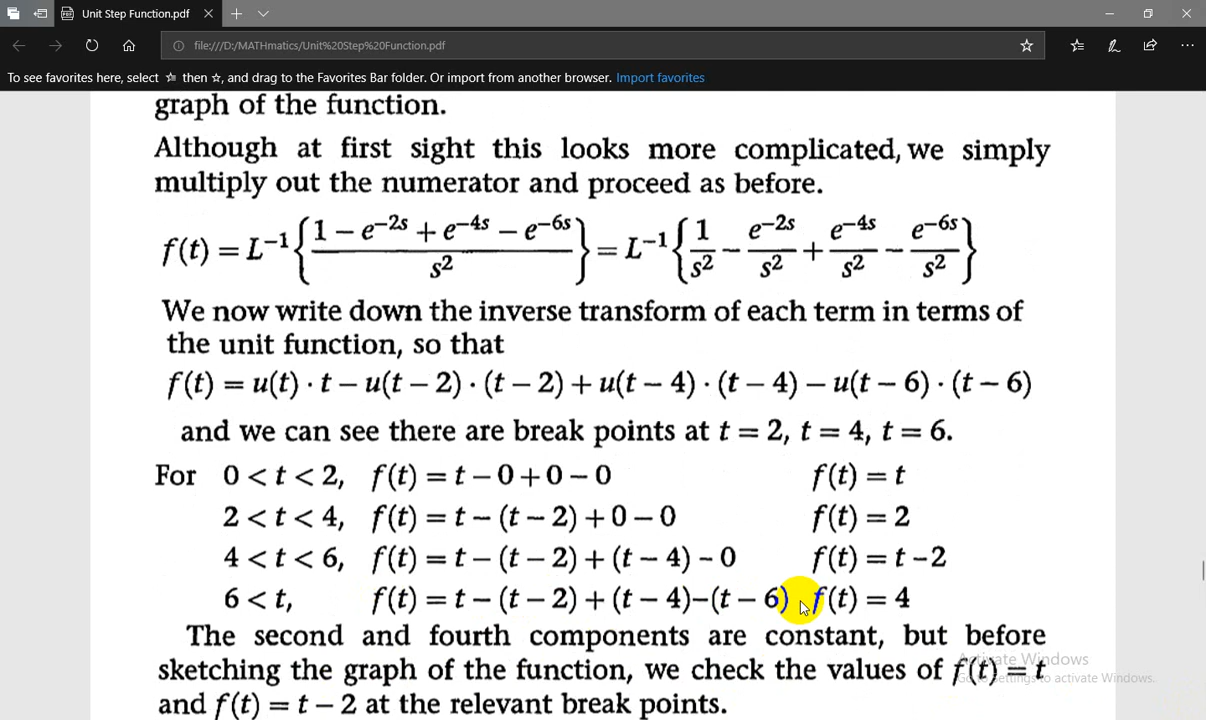 Unit Step Function.pdf
file:///D:/MATHmatics/Unit%20Step%20Function.pdf
To see favorites here, select ☆ then ☆, and drag to the Favorites Bar folder. Or import from another browser. Import favorites
graph of the function.
Although at first sight this looks more complicated, we simply
multiply out the numerator and proceed as before.
f(t) = L⁻¹{(1 − e^−2s + e^−4s − e^−6s)/s²} = L⁻¹{1/s² − e^−2s/s² + e^−4s/s² − e^−6s/s²}
We now write down the inverse transform of each term in terms of
the unit function, so that
f(t) = u(t) · t − u(t − 2) · (t − 2) + u(t − 4) · (t − 4) − u(t − 6) · (t − 6)
and we can see there are break points at t = 2, t = 4, t = 6.
For 0 < t < 2, f(t) = t − 0 + 0 − 0 f(t) = t
2 < t < 4, f(t) = t − (t − 2) + 0 − 0 f(t) = 2
4 < t < 6, f(t) = t − (t − 2) + (t − 4) − 0 f(t) = t − 2
6 < t, f(t) = t − (t − 2) + (t − 4) − (t − 6) f(t) = 4
The second and fourth components are constant, but before
sketching the graph of the function, we check the values of f(t) = t
and f(t) = t − 2 at the relevant break points.
Activate Windows
Go to Settings to activate Windows.